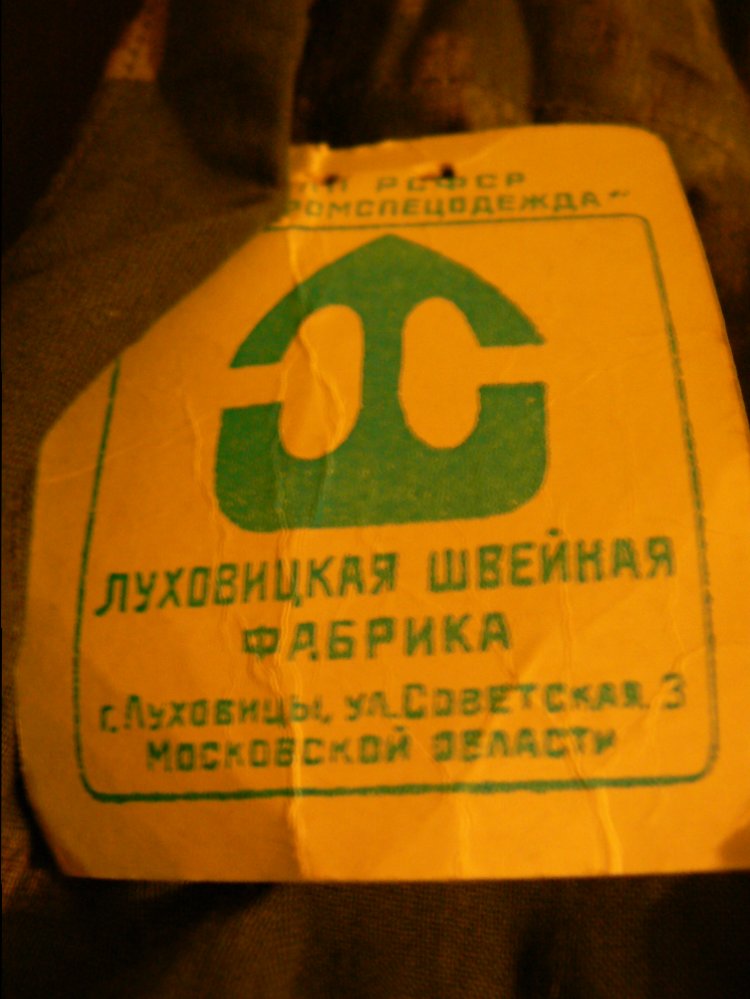 РСФСР
РОМСПЕЦОДЕЖДА"
ЛУХОВИЦКАЯ ШВЕЙНАЯ
ФАБРИКА
г. Луховицы, ул. Советская, 3
Московской области